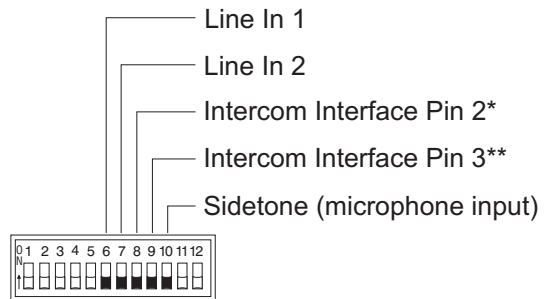 Line In 1
Line In 2
Intercom Interface Pin 2*
Intercom Interface Pin 3**
Sidetone (microphone input)
ON 1 2 3 4 5 6 7 8 9 10 11 12